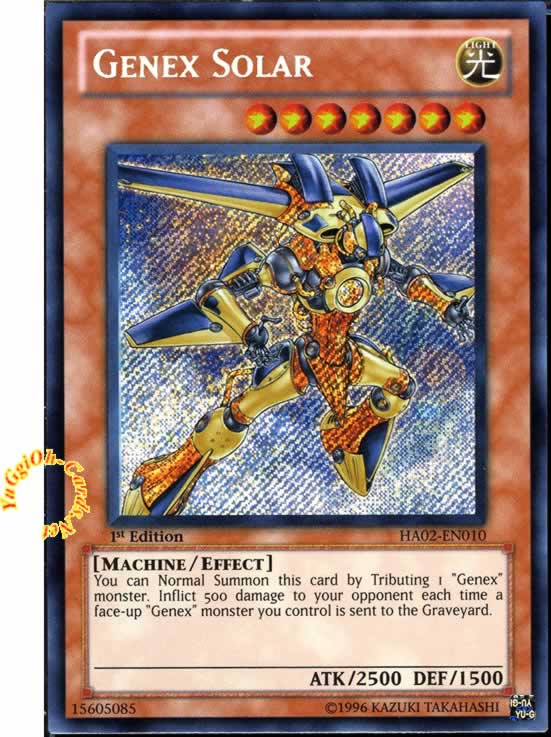 GENEX SOLAR
LIGHT
光
YuGgiOh-Cards.Net
1st Edition
HA02-EN010
[MACHINE/EFFECT]
You can Normal Summon this card by Tributing 1 "Genex"
monster. Inflict 500 damage to your opponent each time a
face-up "Genex" monster you control is sent to the Graveyard.
ATK/2500 DEF/1500
15605085
©1996 KAZUKI TAKAHASHI